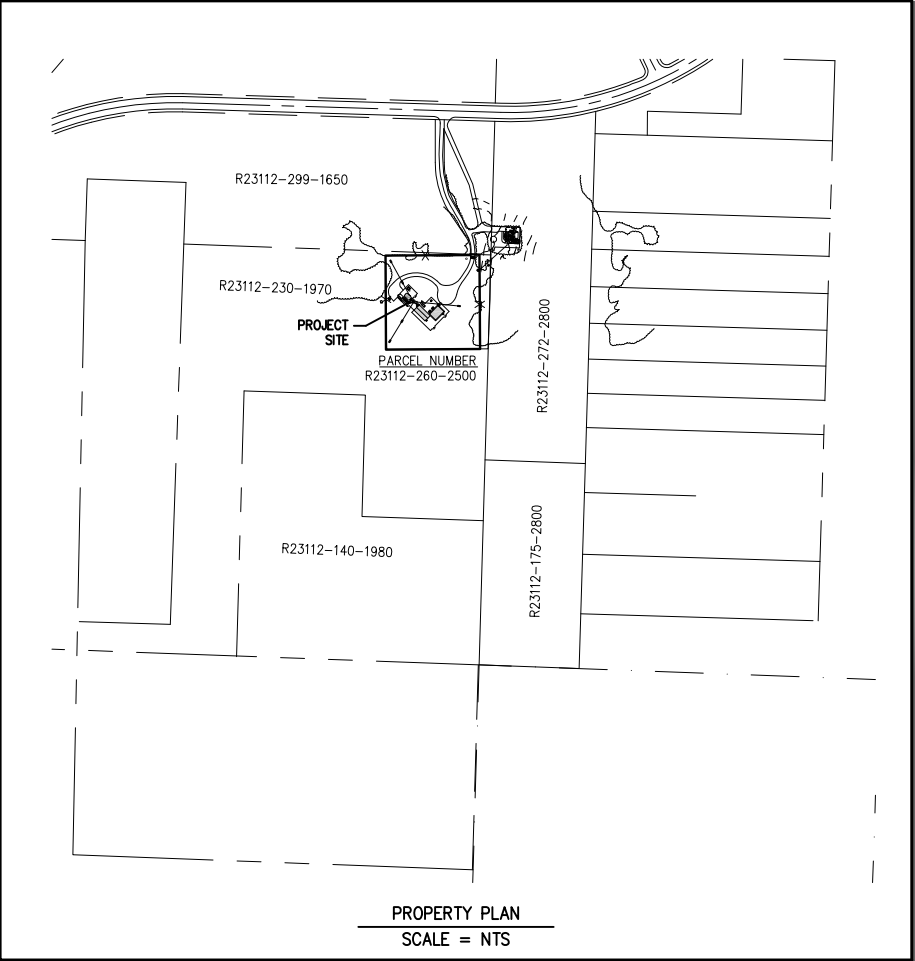 R23112-299-1650
R23112-230-1970
PROJECT
SITE
PARCEL NUMBER
R23112-260-2500
R23112-272-2800
R23112-175-2800
R23112-140-1980
PROPERTY PLAN
SCALE = NTS